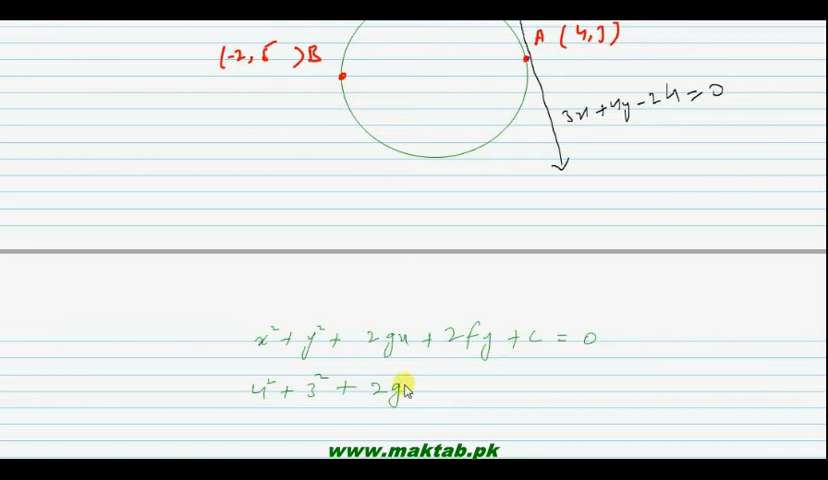 A (4,3)
(-2, 5 ) B
3x+4y-24=0
x²+y²+ 2gx+2fy+c=0
4²+3²+ 2g
www.maktab.pk